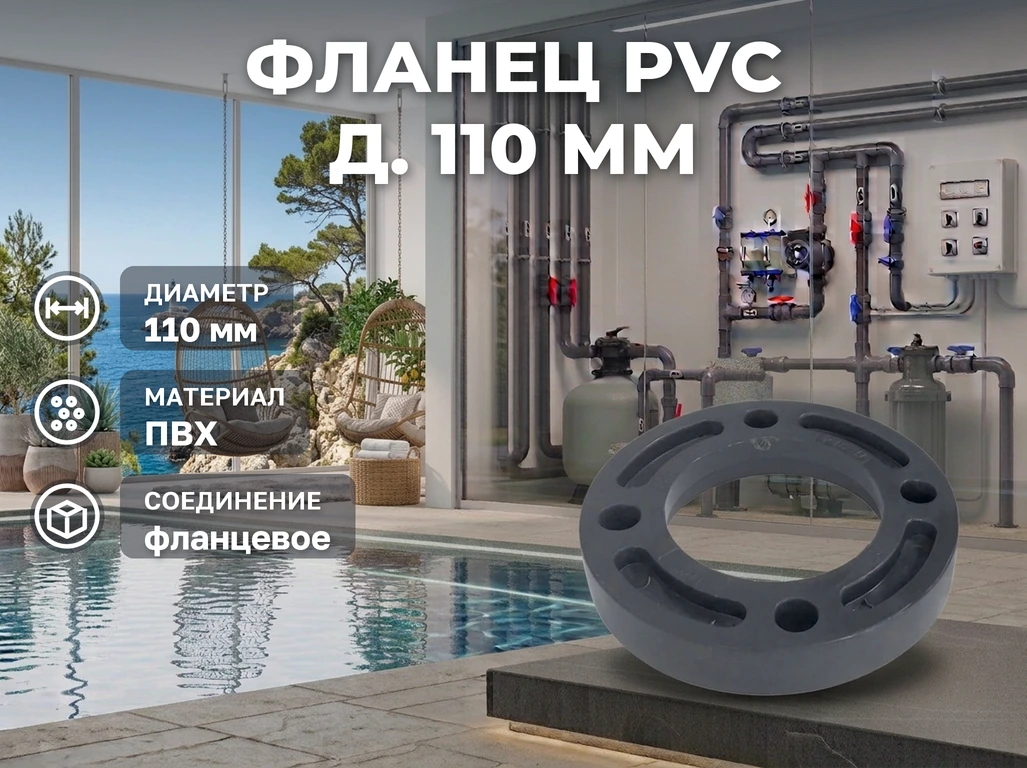 ФЛАНЕЦ PVC
Д. 110 ММ
ДИАМЕТР
110 мм
МАТЕРИАЛ
ПВХ
СОЕДИНЕНИЕ
фланцевое